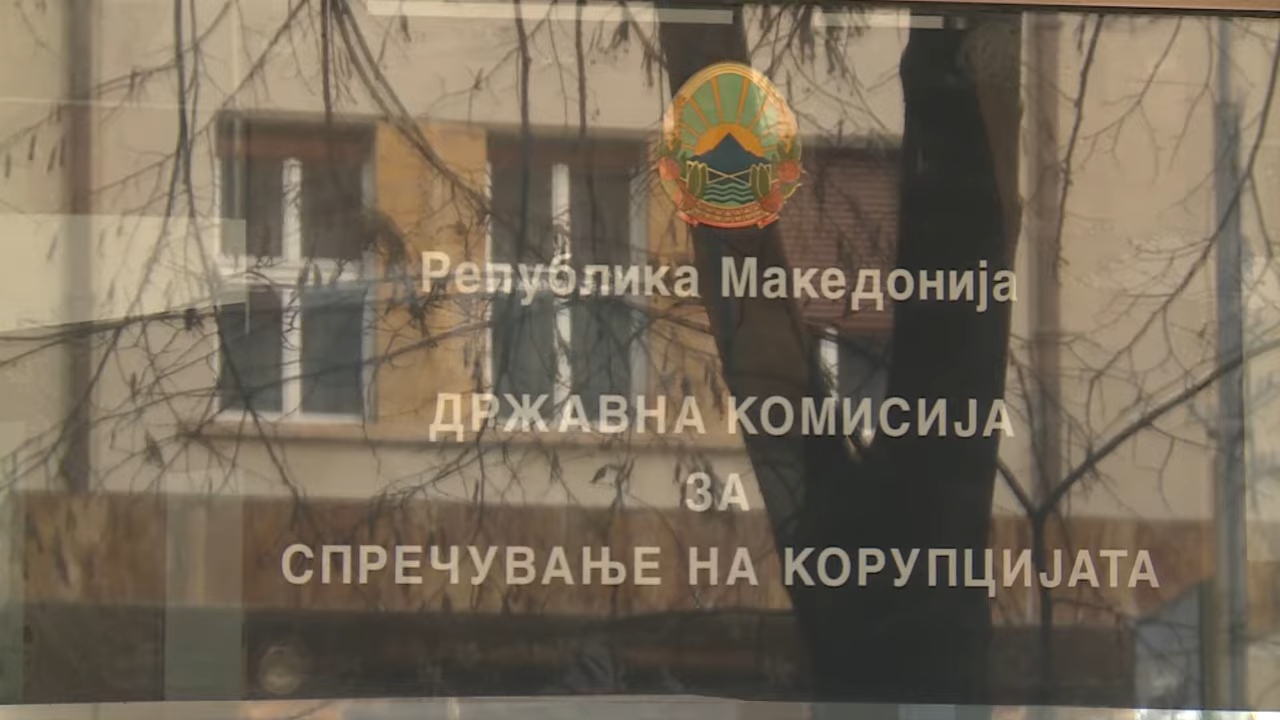 Република Македонија
ДРЖАВНА КОМИСИЈА
ЗА
СПРЕЧУВАЊЕ НА КОРУПЦИЈАТА